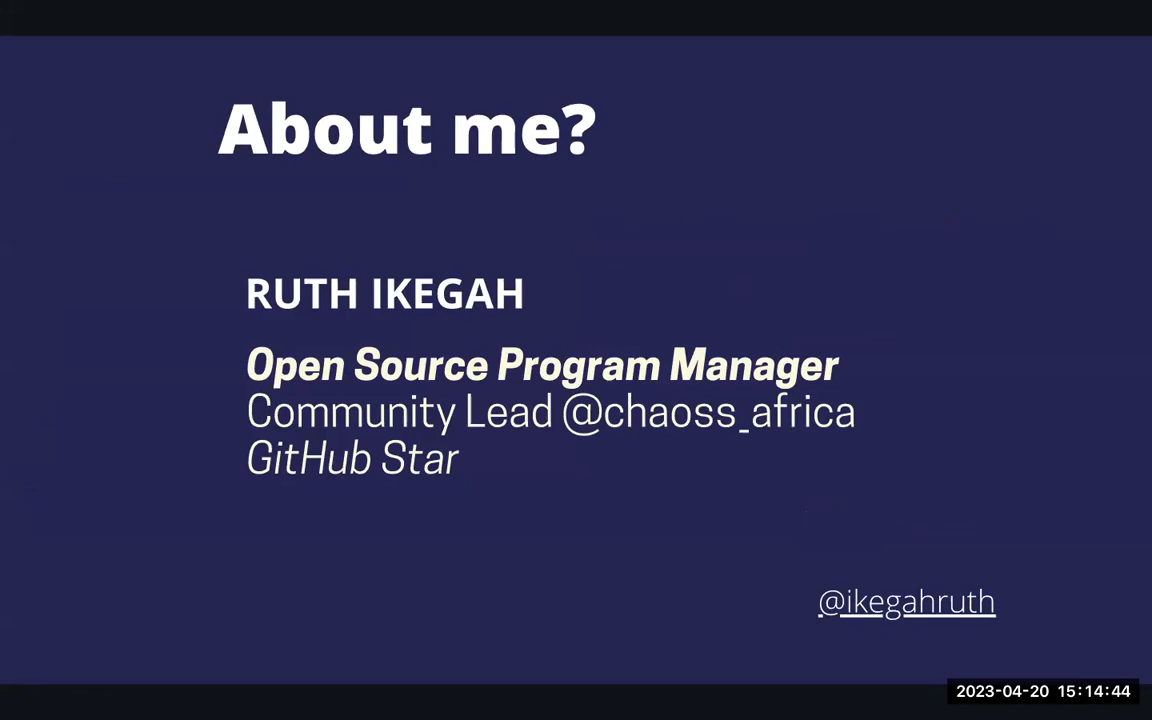 About me?
RUTH IKEGAH
Open Source Program Manager
Community Lead @chaoss_africa
GitHub Star
@ikegahruth
2023-04-20 15:14:44